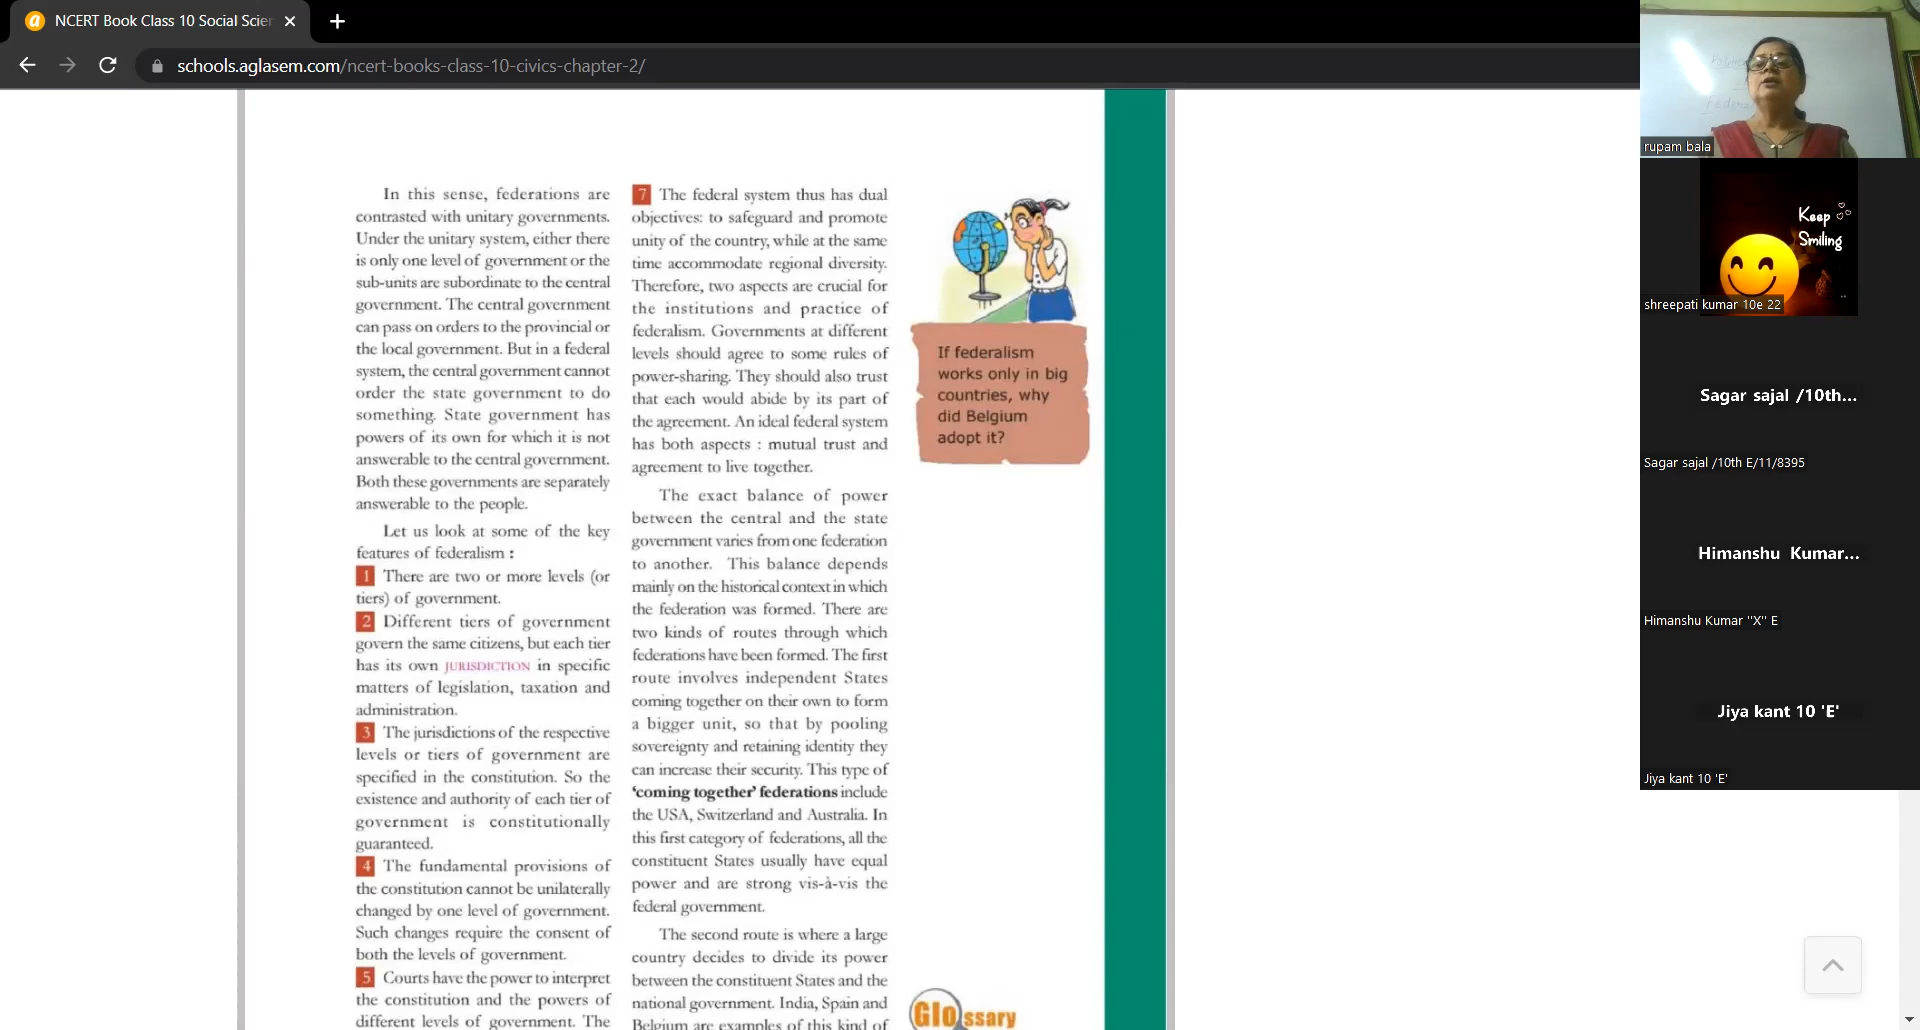 NCERT Book Class 10 Social Scien
schools.aglasem.com/ncert-books-class-10-civics-chapter-2/
In this sense, federations are
contrasted with unitary governments.
Under the unitary system, either there
is only one level of government or the
sub-units are subordinate to the central
government. The central government
can pass on orders to the provincial or
the local government. But in a federal
system, the central government cannot
order the state government to do
something. State government has
powers of its own for which it is not
answerable to the central government.
Both these governments are separately
answerable to the people.
Let us look at some of the key
features of federalism :
1 There are two or more levels (or
tiers) of government.
2 Different tiers of government
govern the same citizens, but each tier
has its own JURISDICTION in specific
matters of legislation, taxation and
administration.
3 The jurisdictions of the respective
levels or tiers of government are
specified in the constitution. So the
existence and authority of each tier of
government is constitutionally
guaranteed.
4 The fundamental provisions of
the constitution cannot be unilaterally
changed by one level of government.
Such changes require the consent of
both the levels of government.
5 Courts have the power to interpret
the constitution and the powers of
different levels of government. The
7 The federal system thus has dual
objectives: to safeguard and promote
unity of the country, while at the same
time accommodate regional diversity.
Therefore, two aspects are crucial for
the institutions and practice of
federalism. Governments at different
levels should agree to some rules of
power-sharing. They should also trust
that each would abide by its part of
the agreement. An ideal federal system
has both aspects : mutual trust and
agreement to live together.
The exact balance of power
between the central and the state
government varies from one federation
to another. This balance depends
mainly on the historical context in which
the federation was formed. There are
two kinds of routes through which
federations have been formed. The first
route involves independent States
coming together on their own to form
a bigger unit, so that by pooling
sovereignty and retaining identity they
can increase their security. This type of
‘coming together’ federations include
the USA, Switzerland and Australia. In
this first category of federations, all the
constituent States usually have equal
power and are strong vis-à-vis the
federal government.
The second route is where a large
country decides to divide its power
between the constituent States and the
national government. India, Spain and
Belgium are examples of this kind of
If federalism
works only in big
countries, why
did Belgium
adopt it?
Glossary
rupam bala
Keep
Smiling
shreepati kumar 10e 22
Sagar sajal /10th...
Sagar sajal /10th E/11/8395
Himanshu Kumar...
Himanshu Kumar "X" E
Jiya kant 10 'E'
Jiya kant 10 'E'